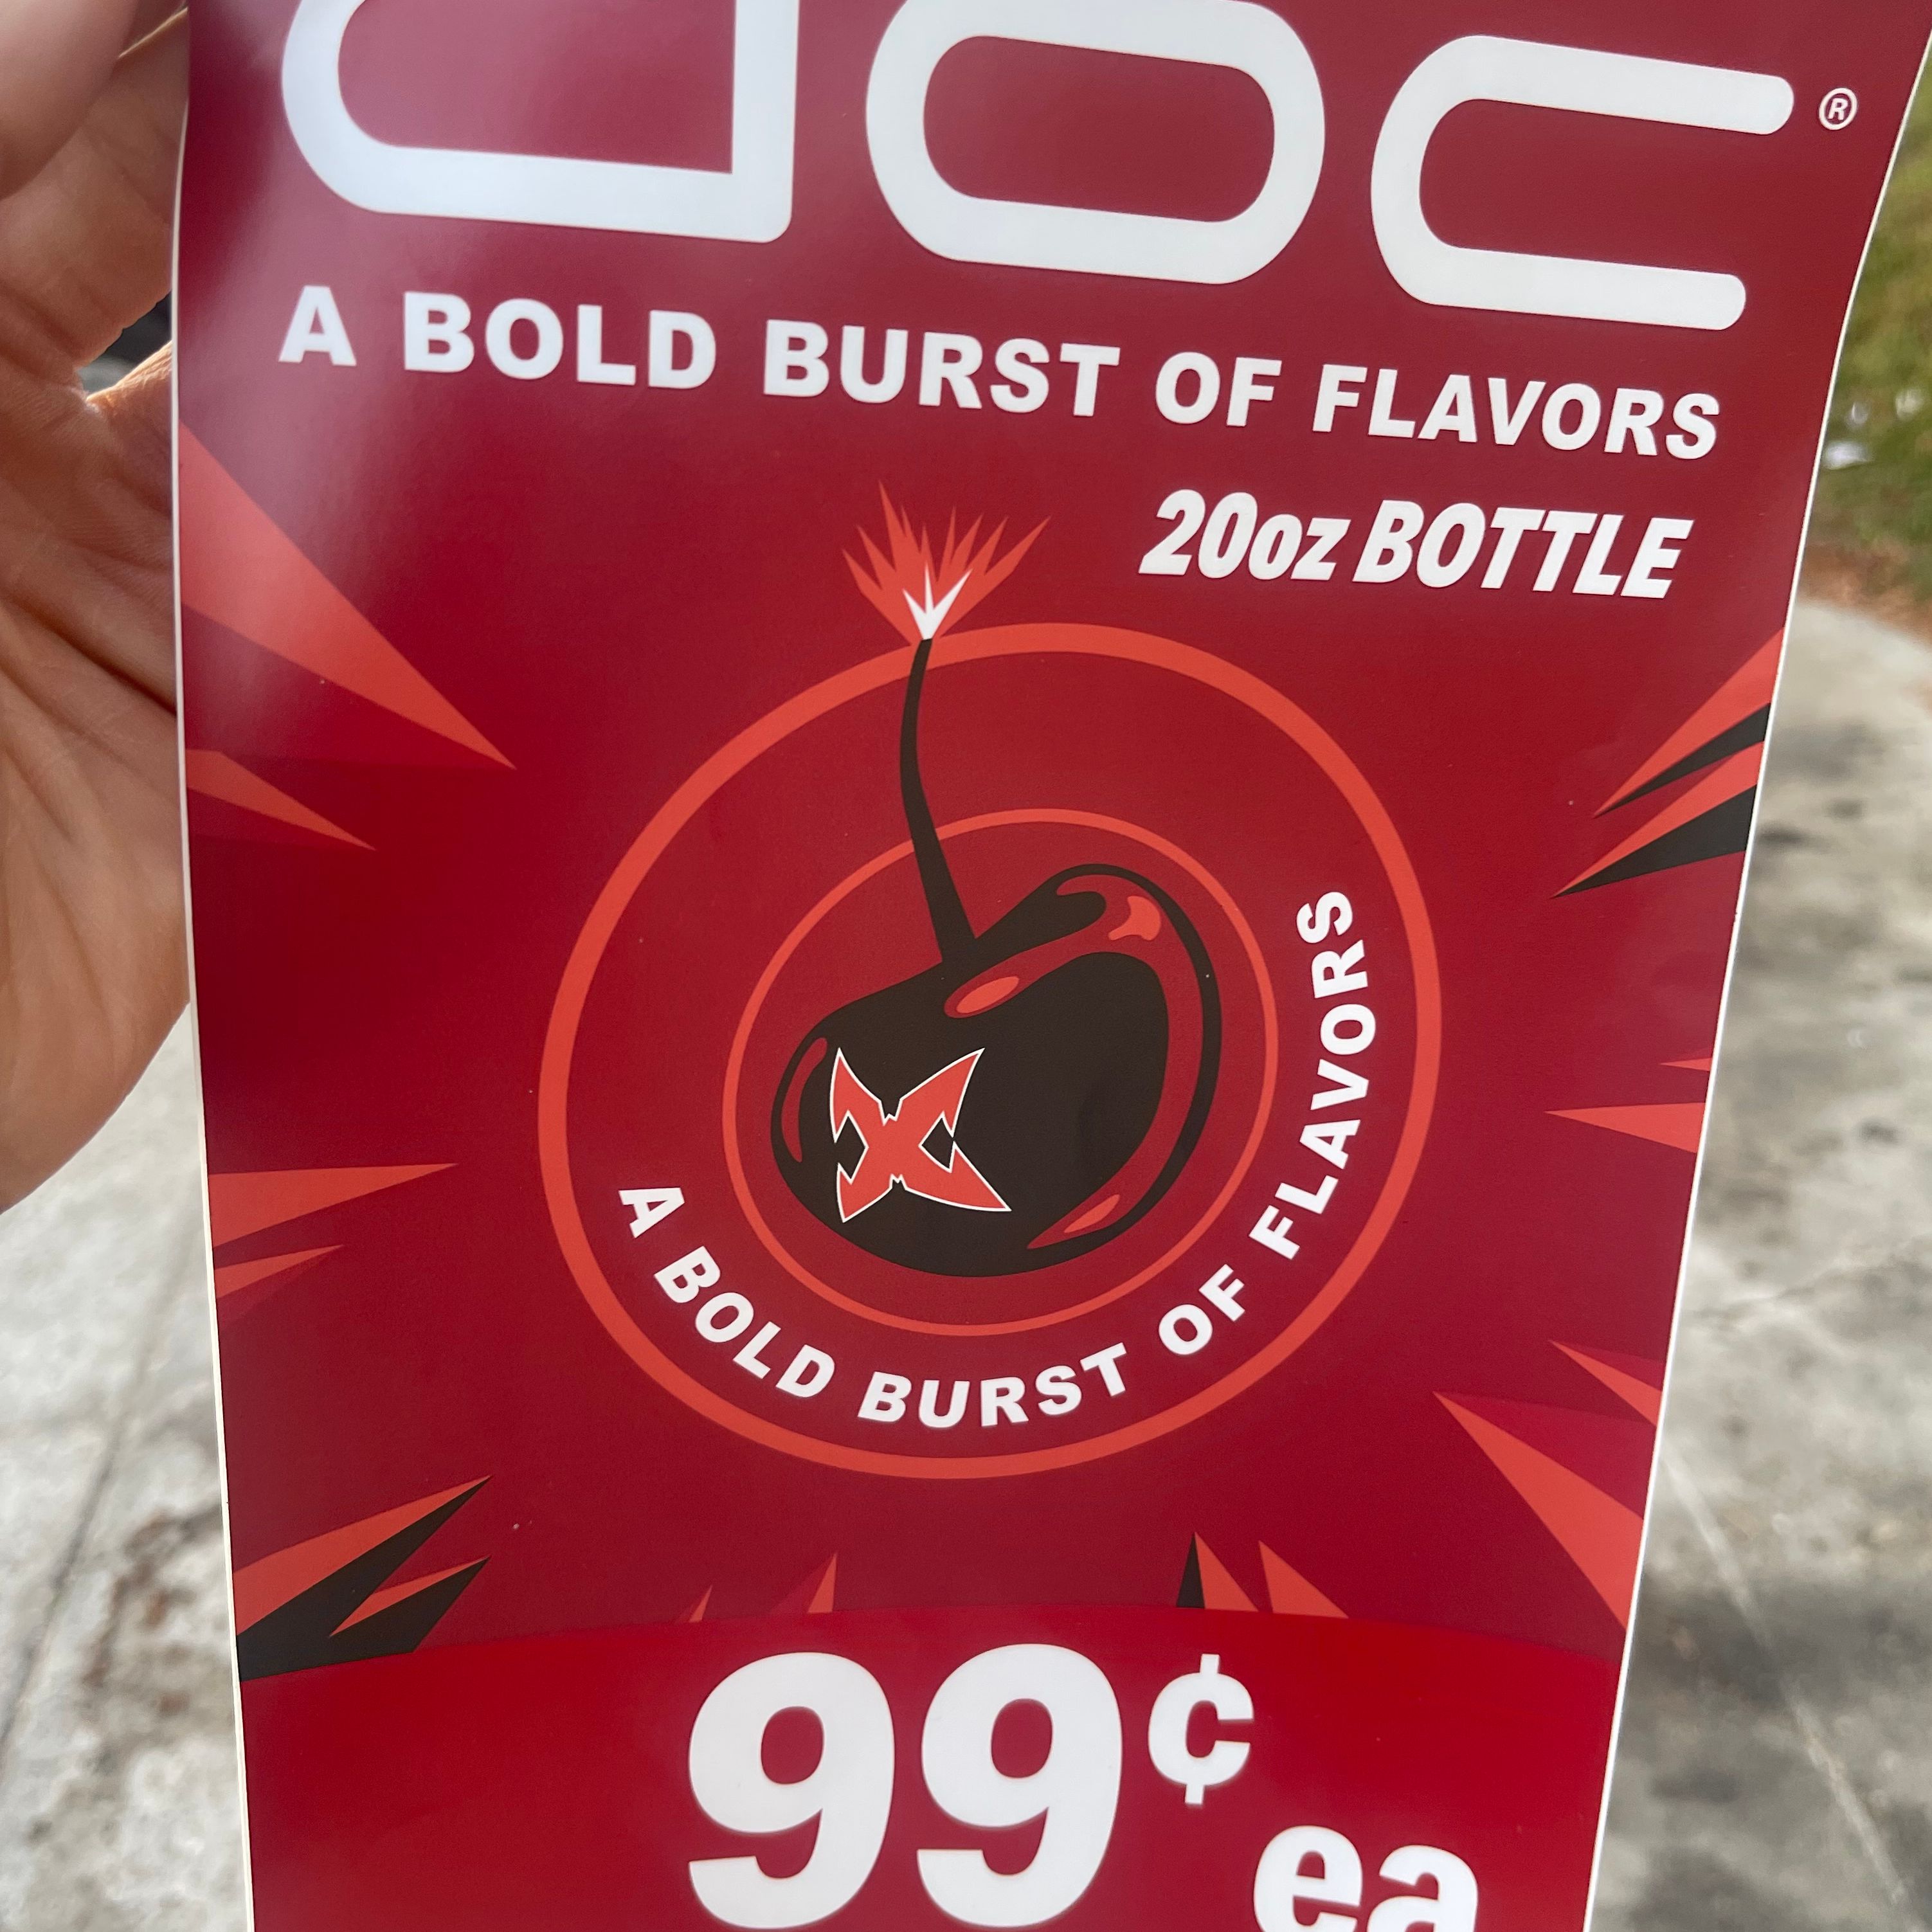 doc®
A BOLD BURST OF FLAVORS
20oz BOTTLE
X
A BOLD BURST OF FLAVORS
99¢ ea